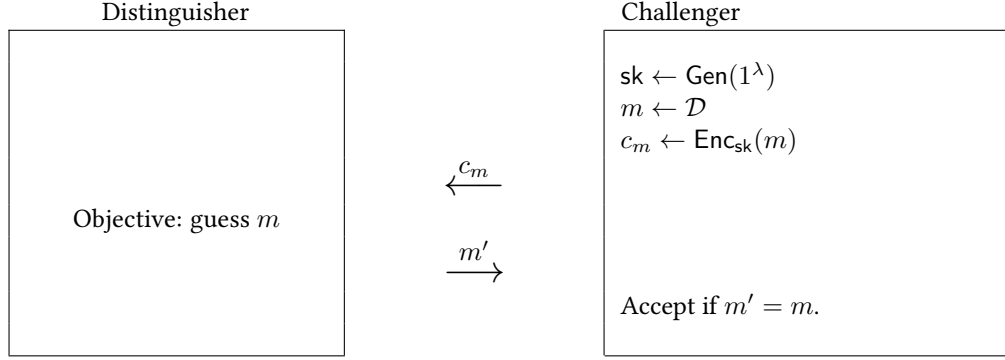 Distinguisher
Challenger
sk ← Gen(1^λ)
m ← 𝒟
c_m ← Enc_sk(m)
c_m
Objective: guess m
m′
Accept if m′ = m.